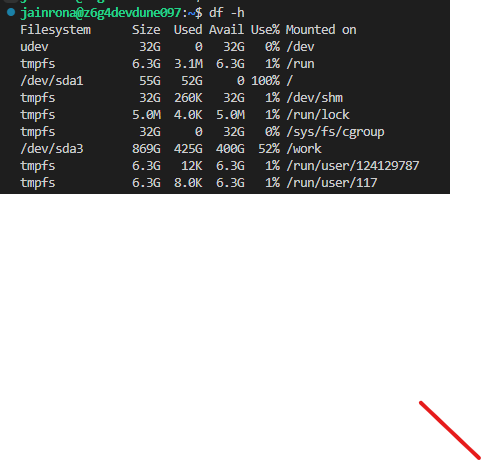 jainrona@z6g4devdune097:~$ df -h
Filesystem Size Used Avail Use% Mounted on
udev 32G 0 32G 0% /dev
tmpfs 6.3G 3.1M 6.3G 1% /run
/dev/sda1 55G 52G 0 100% /
tmpfs 32G 260K 32G 1% /dev/shm
tmpfs 5.0M 4.0K 5.0M 1% /run/lock
tmpfs 32G 0 32G 0% /sys/fs/cgroup
/dev/sda3 869G 425G 400G 52% /work
tmpfs 6.3G 12K 6.3G 1% /run/user/124129787
tmpfs 6.3G 8.0K 6.3G 1% /run/user/117